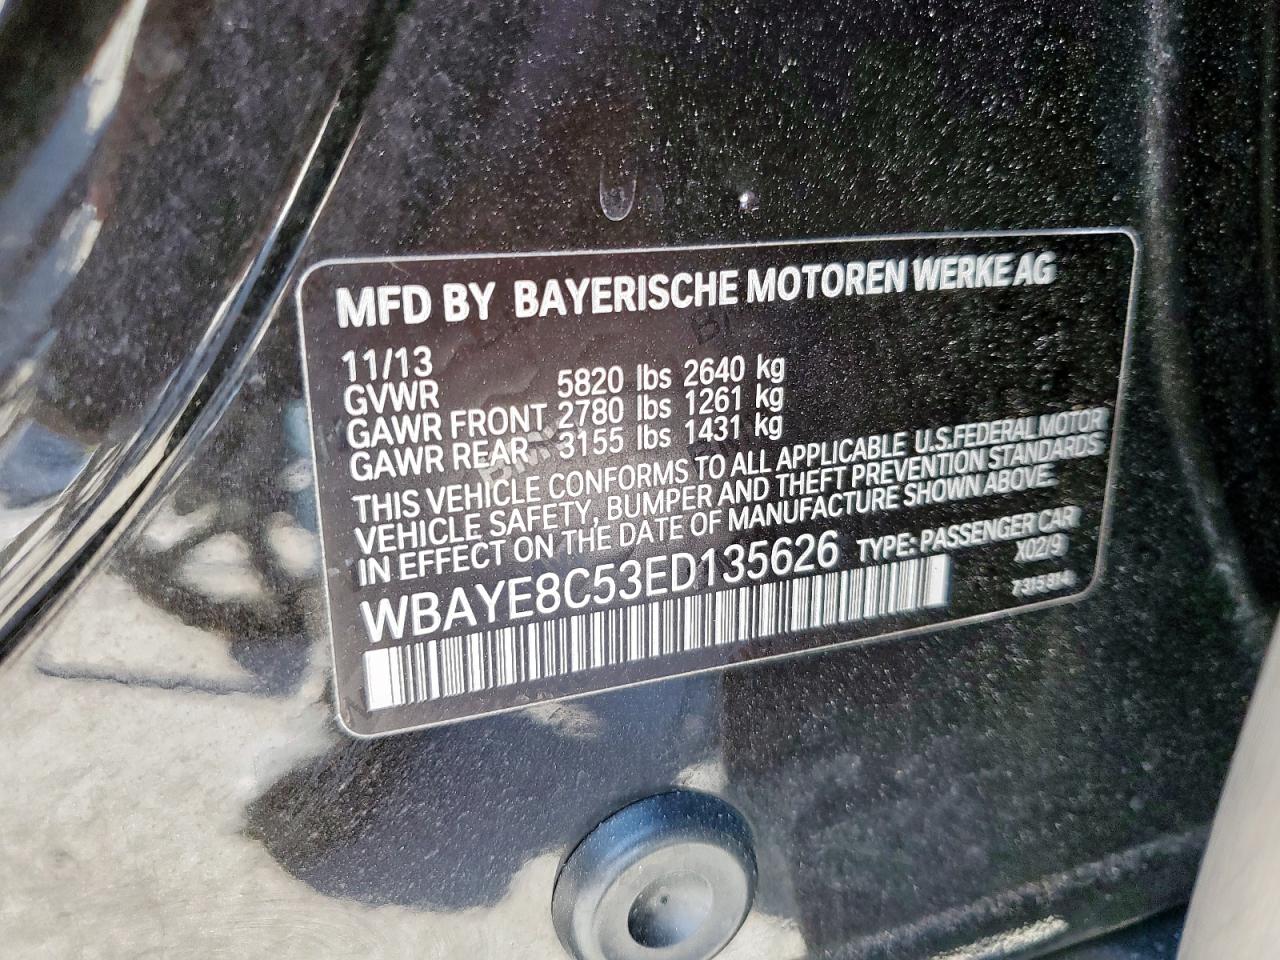 MFD BY BAYERISCHE MOTOREN WERKE AG
11/13
GVWR 5820 lbs 2640 kg
GAWR FRONT 2780 lbs 1261 kg
GAWR REAR 3155 lbs 1431 kg
THIS VEHICLE CONFORMS TO ALL APPLICABLE U.S.FEDERAL MOTOR
VEHICLE SAFETY, BUMPER AND THEFT PREVENTION STANDARDS
IN EFFECT ON THE DATE OF MANUFACTURE SHOWN ABOVE.
WBAYE8C53ED135626 TYPE: PASSENGER CAR
X02/9
7315914